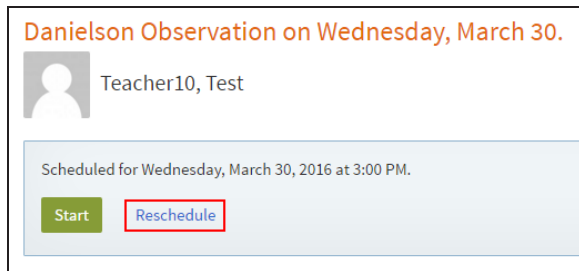 Danielson Observation on Wednesday, March 30.
Teacher10, Test
Scheduled for Wednesday, March 30, 2016 at 3:00 PM.
Start Reschedule